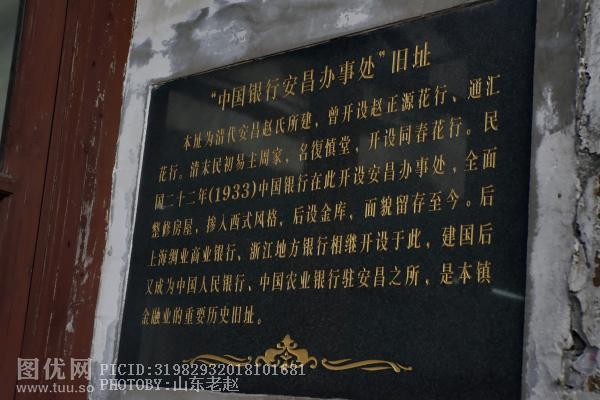 “中国银行安昌办事处”旧址
本址为清代安昌赵氏所建，曾开设赵正源花行、通汇
花行。清末民初易主周家，名復慎堂，开设同春花行。民
国二十二年(1933)中国银行在此开设安昌办事处，全面
整修房屋，掺入西式风格，后设金库，面貌留存至今。后
上海绸业商业银行、浙江地方银行相继开设于此，建国后
又成为中国人民银行、中国农业银行驻安昌之所，是本镇
金融业的重要历史旧址。
图优网
www.tuu.so
PICID:31982932018101681
PHOTOBY:山东老赵